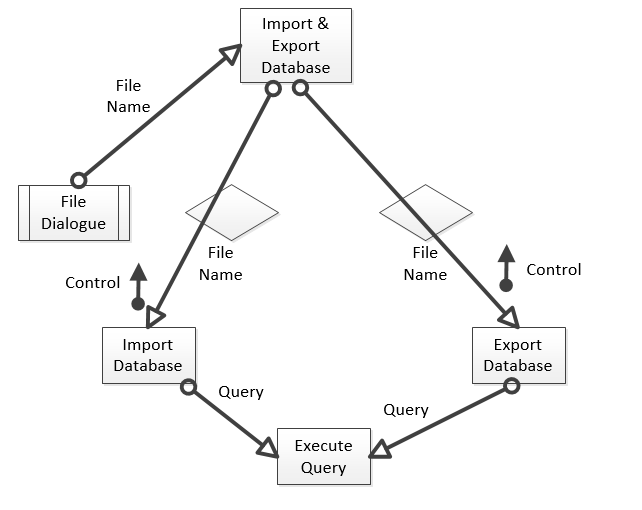 Import &
Export
Database
File
Name
File
Dialogue
File
Name
File
Name
Control
Control
Import
Database
Export
Database
Query
Query
Execute
Query